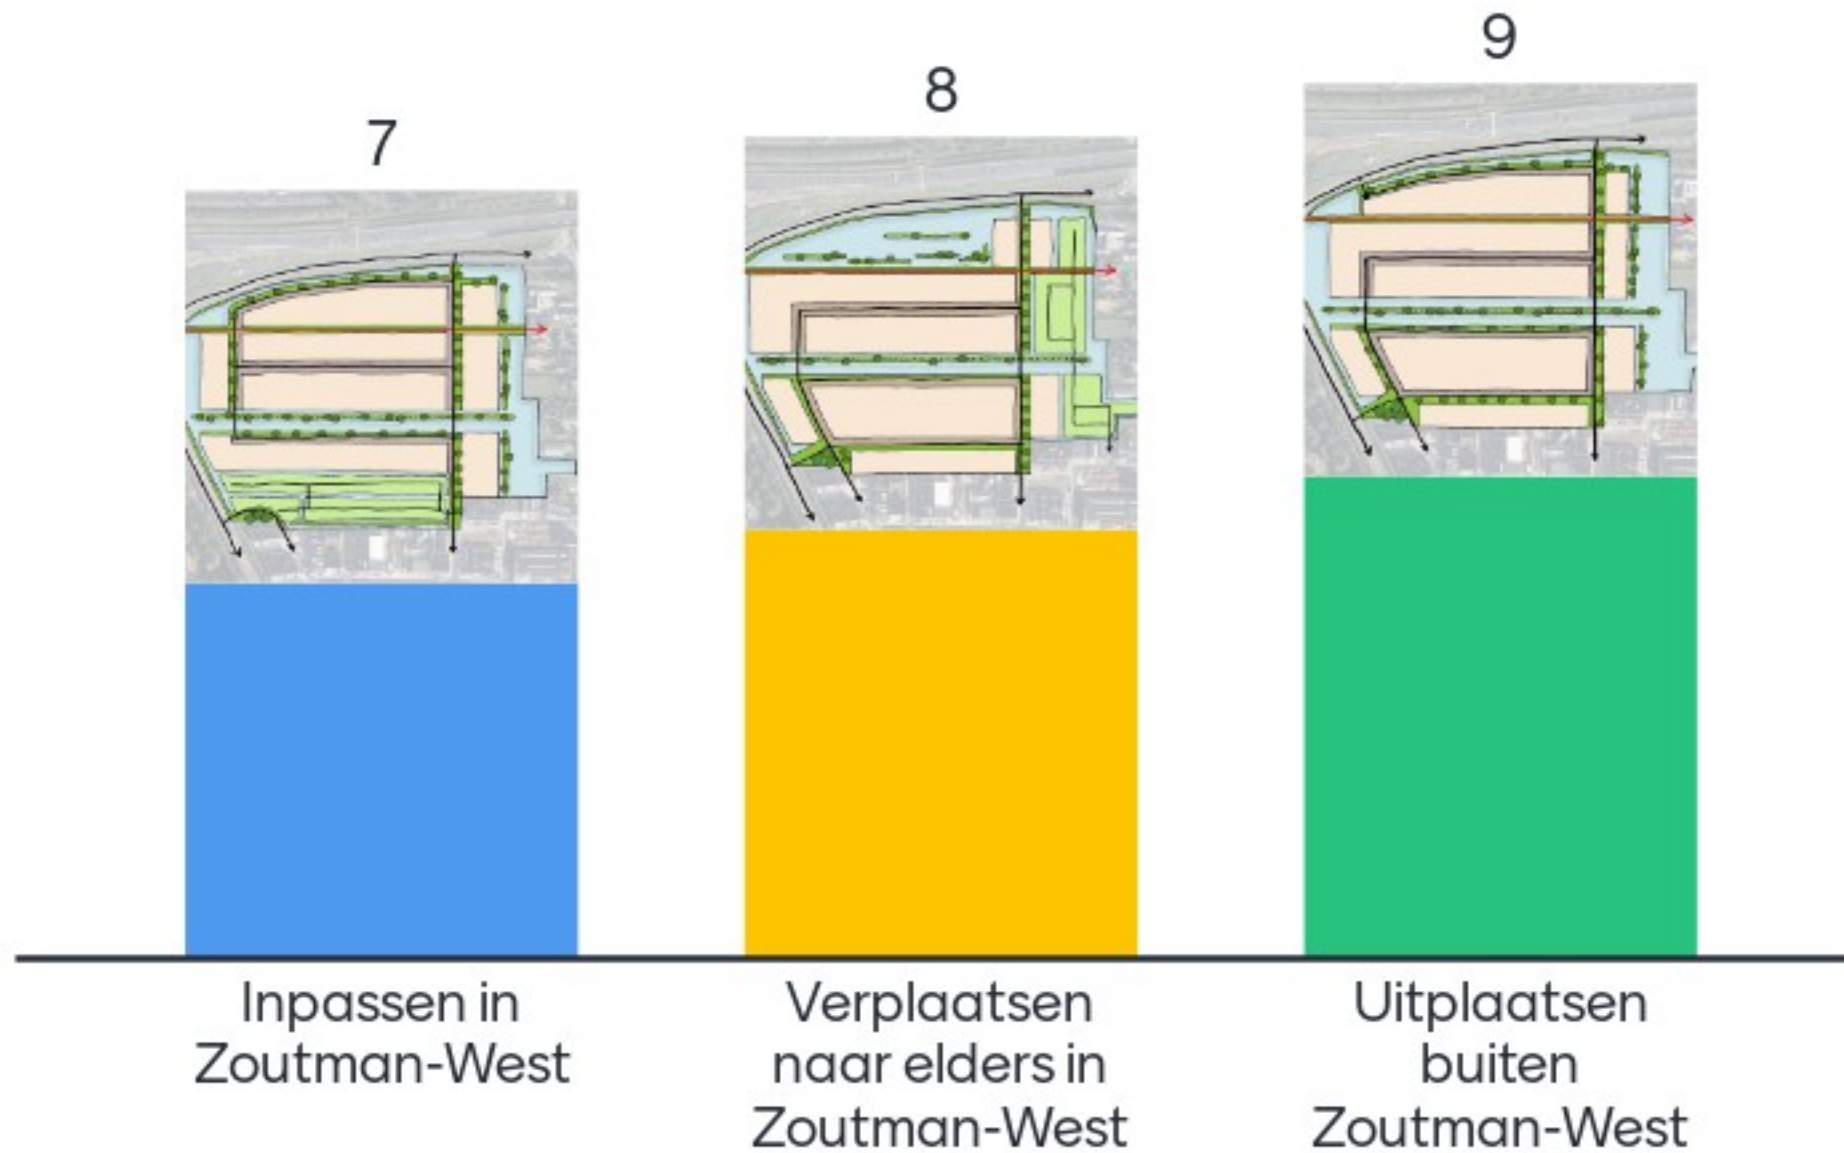 7
8
9
Inpassen in
Zoutman-West
Verplaatsen
naar elders in
Zoutman-West
Uitplaatsen
buiten
Zoutman-West